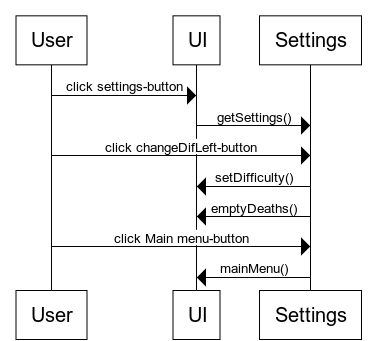 User UI Settings
click settings-button
getSettings()
click changeDifLeft-button
setDifficulty()
emptyDeaths()
click Main menu-button
mainMenu()
User UI Settings